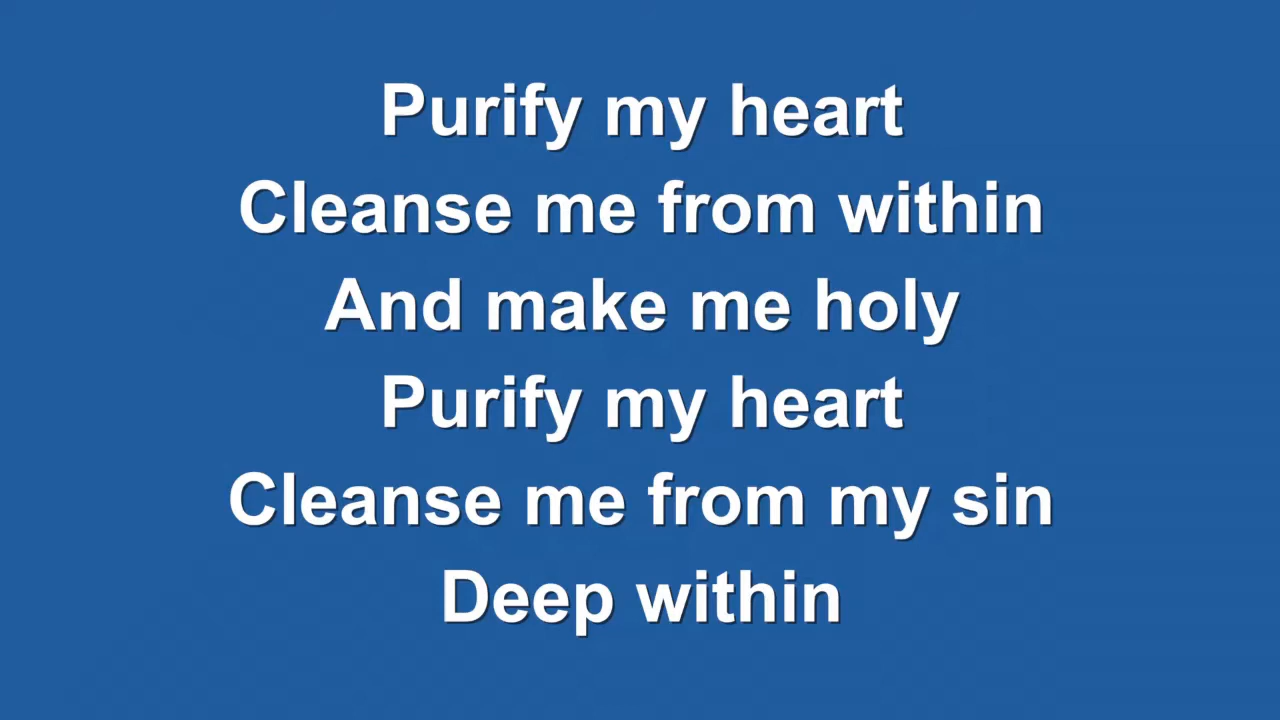 Purify my heart
Cleanse me from within
And make me holy
Purify my heart
Cleanse me from my sin
Deep within